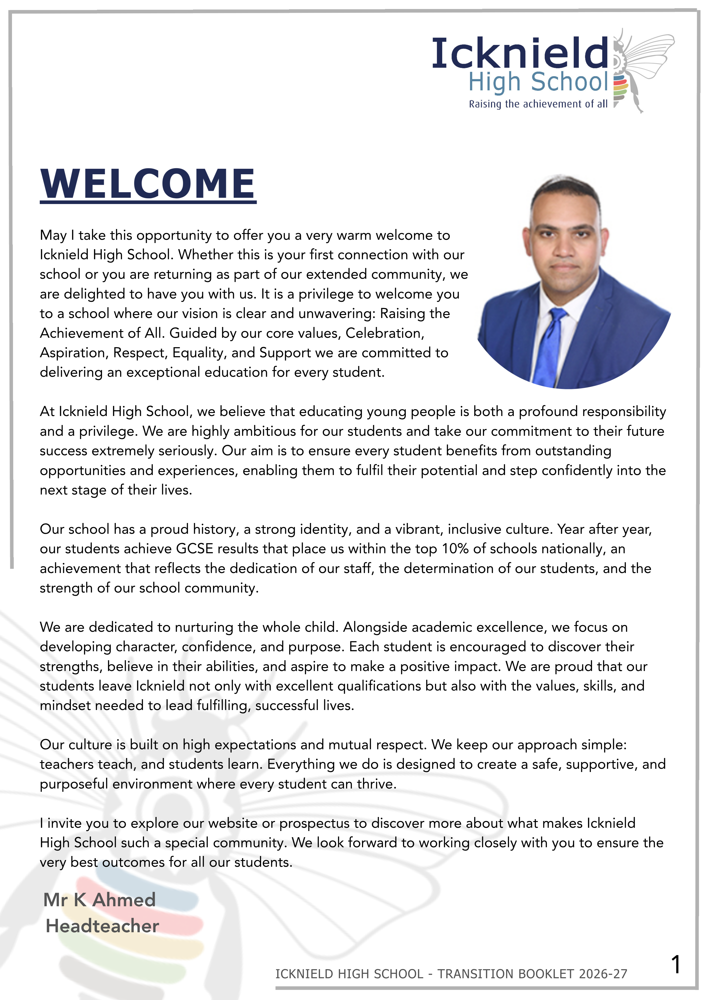 Icknield
High School
Raising the achievement of all
WELCOME
May I take this opportunity to offer you a very warm welcome to
Icknield High School. Whether this is your first connection with our
school or you are returning as part of our extended community, we
are delighted to have you with us. It is a privilege to welcome you
to a school where our vision is clear and unwavering: Raising the
Achievement of All. Guided by our core values, Celebration,
Aspiration, Respect, Equality, and Support we are committed to
delivering an exceptional education for every student.
At Icknield High School, we believe that educating young people is both a profound responsibility
and a privilege. We are highly ambitious for our students and take our commitment to their future
success extremely seriously. Our aim is to ensure every student benefits from outstanding
opportunities and experiences, enabling them to fulfil their potential and step confidently into the
next stage of their lives.
Our school has a proud history, a strong identity, and a vibrant, inclusive culture. Year after year,
our students achieve GCSE results that place us within the top 10% of schools nationally, an
achievement that reflects the dedication of our staff, the determination of our students, and the
strength of our school community.
We are dedicated to nurturing the whole child. Alongside academic excellence, we focus on
developing character, confidence, and purpose. Each student is encouraged to discover their
strengths, believe in their abilities, and aspire to make a positive impact. We are proud that our
students leave Icknield not only with excellent qualifications but also with the values, skills, and
mindset needed to lead fulfilling, successful lives.
Our culture is built on high expectations and mutual respect. We keep our approach simple:
teachers teach, and students learn. Everything we do is designed to create a safe, supportive, and
purposeful environment where every student can thrive.
I invite you to explore our website or prospectus to discover more about what makes Icknield
High School such a special community. We look forward to working closely with you to ensure the
very best outcomes for all our students.
Mr K Ahmed
Headteacher
ICKNIELD HIGH SCHOOL - TRANSITION BOOKLET 2026-27
1